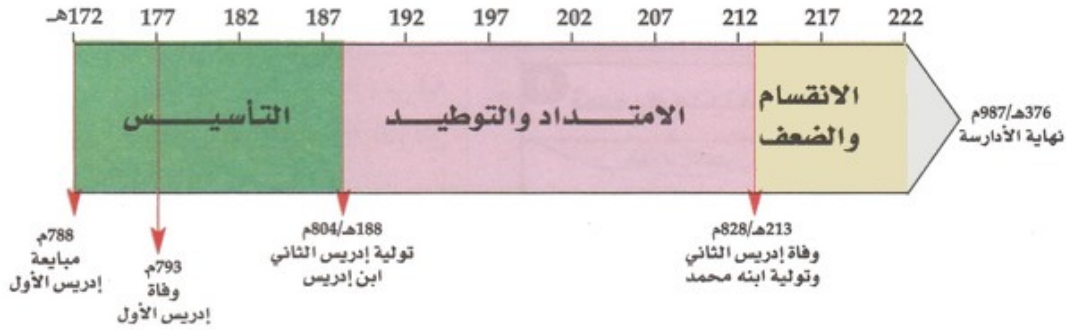 172هـ 177 182 187 192 197 202 207 212 217 222
التأسيس
الامتداد والتوطيد
الانقسام
والضعف
376هـ/987م
نهاية الأدارسة
788م
مبايعة
إدريس الأول
793م
وفاة
إدريس الأول
188هـ/804م
تولية إدريس الثاني
ابن إدريس
213هـ/828م
وفاة إدريس الثاني
وتولية ابنه محمد